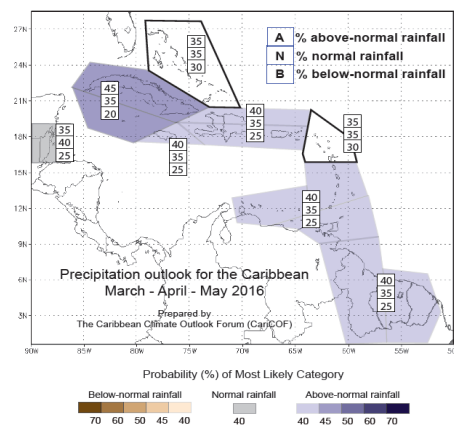 27N
24N
21N
18N
15N
12N
9N
6N
3N
A % above-normal rainfall
N % normal rainfall
B % below-normal rainfall
35
35
30
45
35
20
40
35
25
35
35
30
35
40
25
40
35
25
40
35
25
40
35
25
Precipitation outlook for the Caribbean
March - April - May 2016
Prepared by
The Caribbean Climate Outlook Forum (CariCOF)
90W 85W 80W 75W 70W 65W 60W 55W
Probability (%) of Most Likely Category
Below-normal rainfall Normal rainfall Above-normal rainfall
70 60 50 45 40 40 40 45 50 60 70